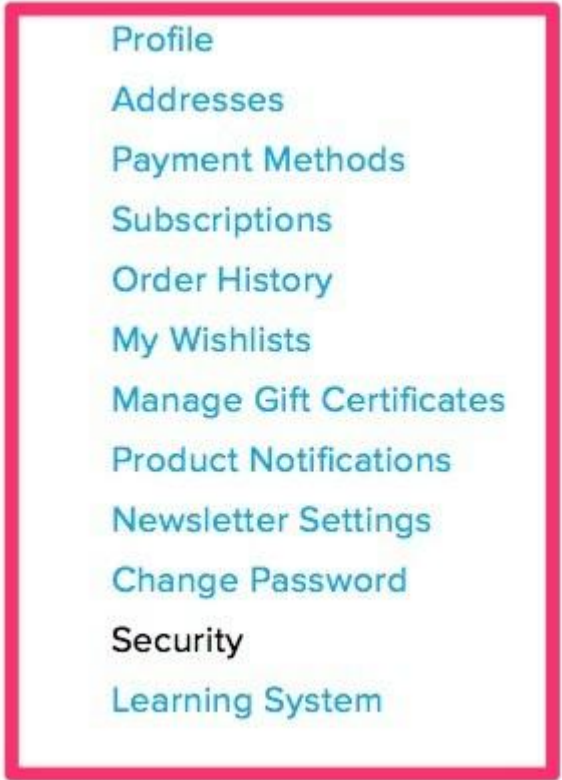 Profile
Addresses
Payment Methods
Subscriptions
Order History
My Wishlists
Manage Gift Certificates
Product Notifications
Newsletter Settings
Change Password
Security
Learning System